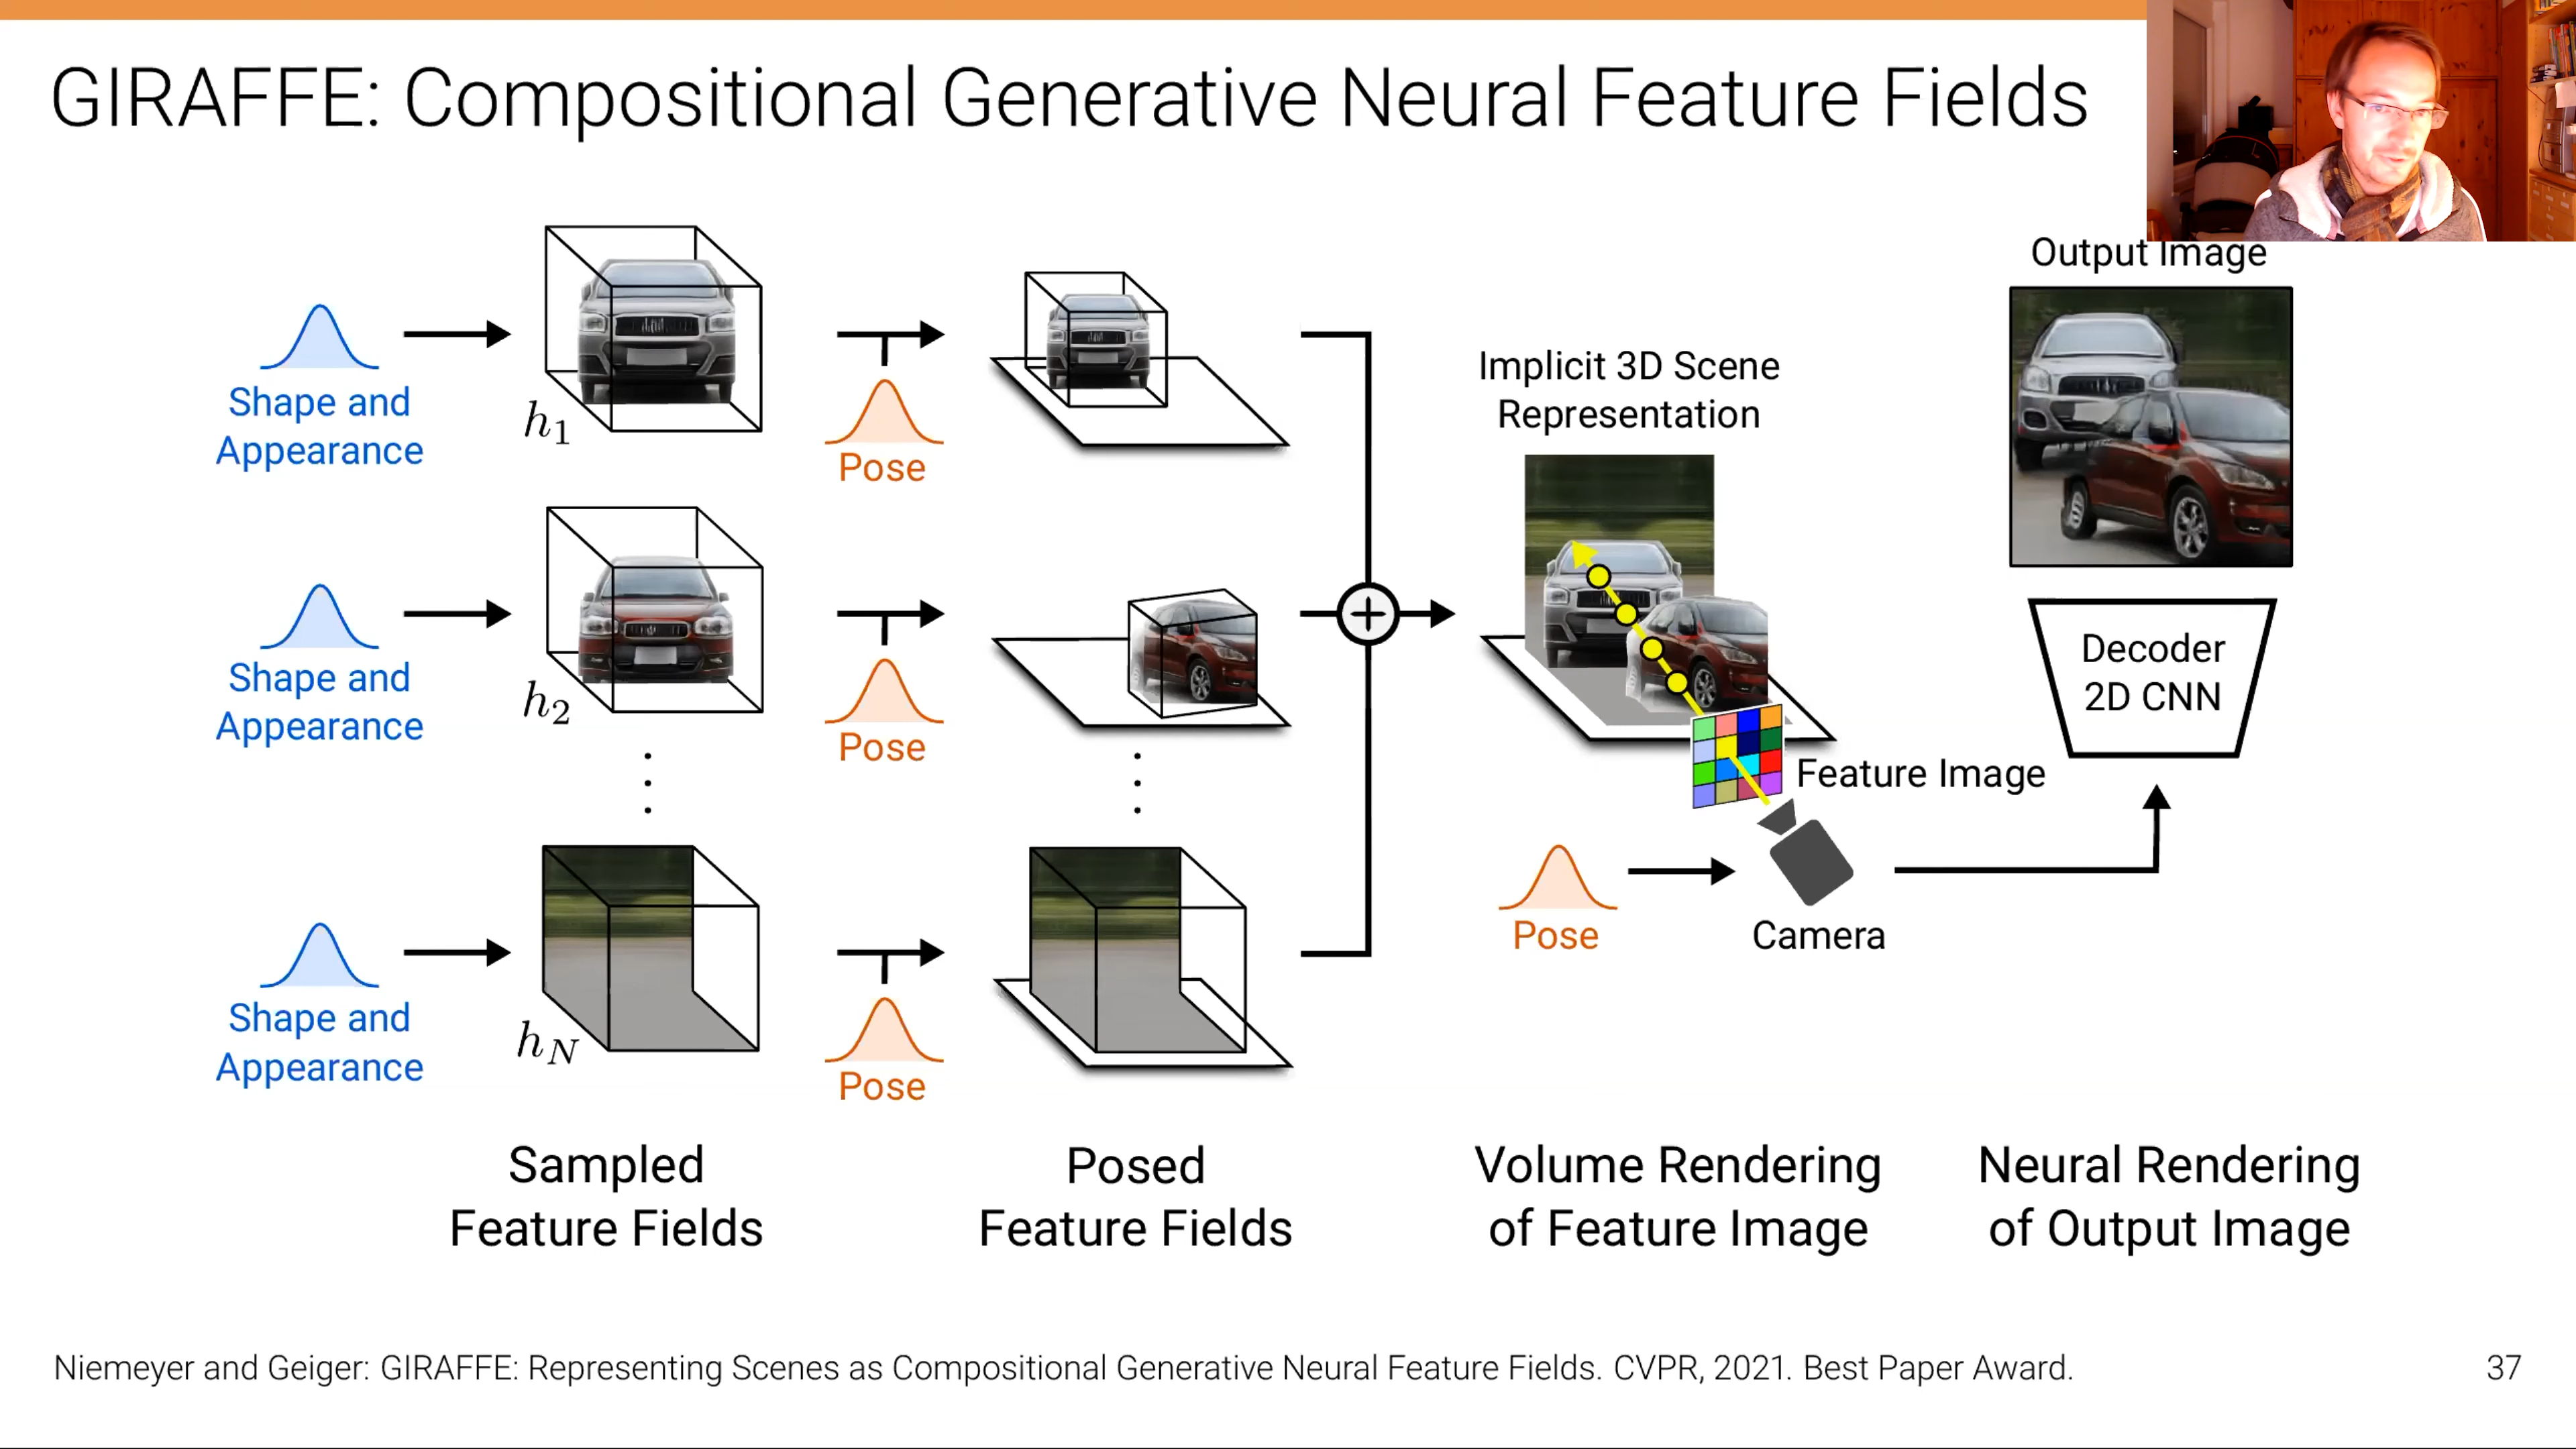 GIRAFFE: Compositional Generative Neural Feature Fields
Shape and
Appearance
h1
Pose
Shape and
Appearance
h2
Pose
Shape and
Appearance
hN
Pose
Implicit 3D Scene
Representation
Feature Image
Pose
Camera
Output Image
Decoder
2D CNN
Sampled
Feature Fields
Posed
Feature Fields
Volume Rendering
of Feature Image
Neural Rendering
of Output Image
Niemeyer and Geiger: GIRAFFE: Representing Scenes as Compositional Generative Neural Feature Fields. CVPR, 2021. Best Paper Award.
37